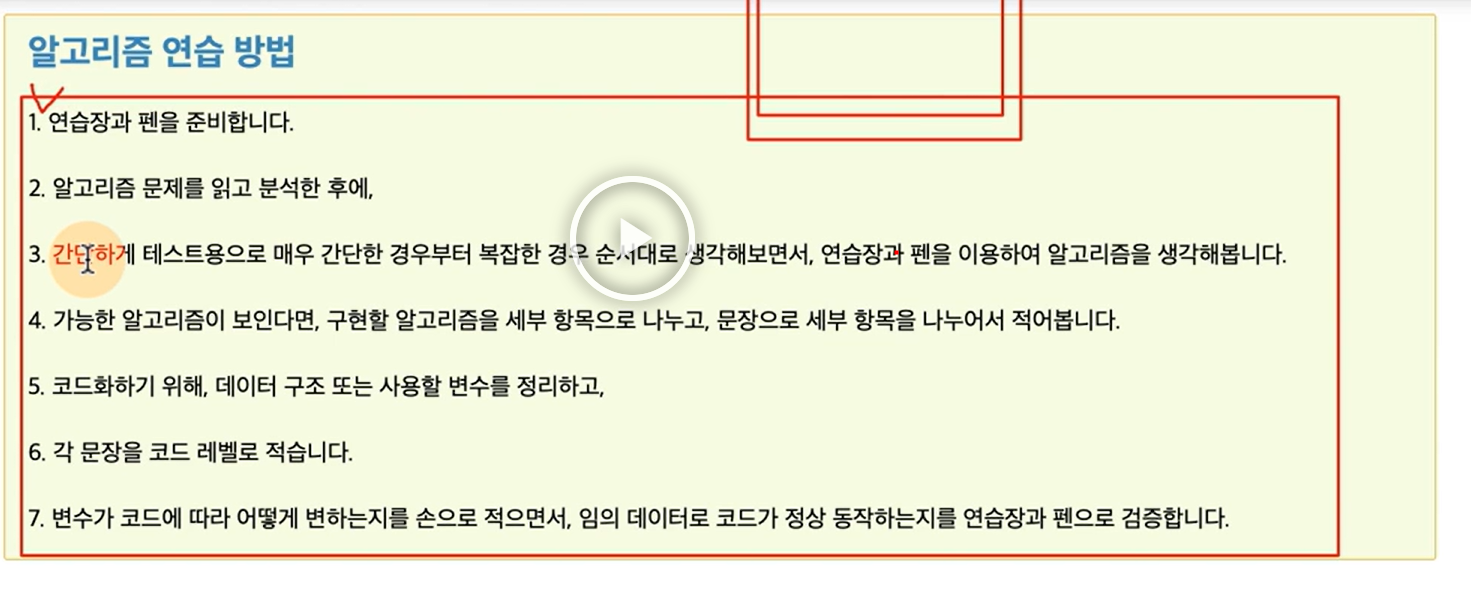 알고리즘 연습 방법
1. 연습장과 펜을 준비합니다.
2. 알고리즘 문제를 읽고 분석한 후에,
3. 간단하게 테스트용으로 매우 간단한 경우부터 복잡한 경우 순서대로 생각해보면서, 연습장과 펜을 이용하여 알고리즘을 생각해봅니다.
4. 가능한 알고리즘이 보인다면, 구현할 알고리즘을 세부 항목으로 나누고, 문장으로 세부 항목을 나누어서 적어봅니다.
5. 코드화하기 위해, 데이터 구조 또는 사용할 변수를 정리하고,
6. 각 문장을 코드 레벨로 적습니다.
7. 변수가 코드에 따라 어떻게 변하는지를 손으로 적으면서, 임의 데이터로 코드가 정상 동작하는지를 연습장과 펜으로 검증합니다.